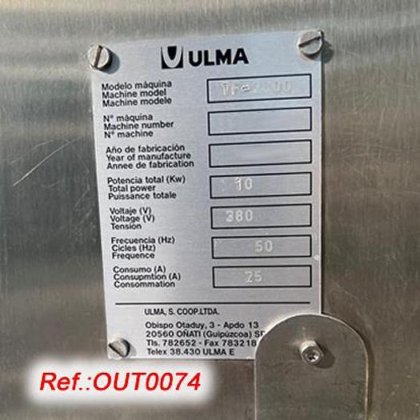 ULMA
Modelo máquina
Machine model
Machine modele
TF-2000
Nº máquina
Machine number
Nº machine
Año de fabricación
Year of manufacture
Annee de fabrication
Potencia total (Kw)
Total power
Puissance totale
10
Voltaje (V)
Voltage (V)
Tension
380
Frecuencia (Hz)
Cicles (Hz)
Frequence
50
Consumo (A)
Consumption (A)
Consommation
25
ULMA, S. COOP.LTDA.
Obispo Otaduy, 3 - Apdo 13
20560 OÑATI (Guipúzcoa)
Tls. 782652 - Fax 783218
Telex 38.430 ULMA E
Ref.:OUT0074